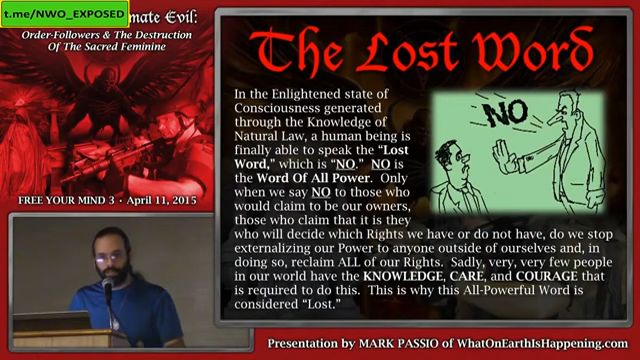 t.me/NWO_EXPOSED
mate Evil:
Order-Followers & The Destruction
Of The Sacred Feminine
FREE YOUR MIND 3 · April 11, 2015
The Lost Word
In the Enlightened state of
Consciousness generated
through the Knowledge of
Natural Law, a human being is
finally able to speak the “Lost
Word,” which is “NO.”  NO is
the Word Of All Power.  Only
when we say NO to those who
would claim to be our owners,
those who claim that it is they
who will decide which Rights we have or do not have, do we stop
externalizing our Power to anyone outside of ourselves and, in
doing so, reclaim ALL of our Rights.  Sadly, very, very few people
in our world have the KNOWLEDGE, CARE, and COURAGE that
is required to do this.  This is why this All-Powerful Word is
considered “Lost.”
NO
Presentation by MARK PASSIO of WhatOnEarthIsHappening.com